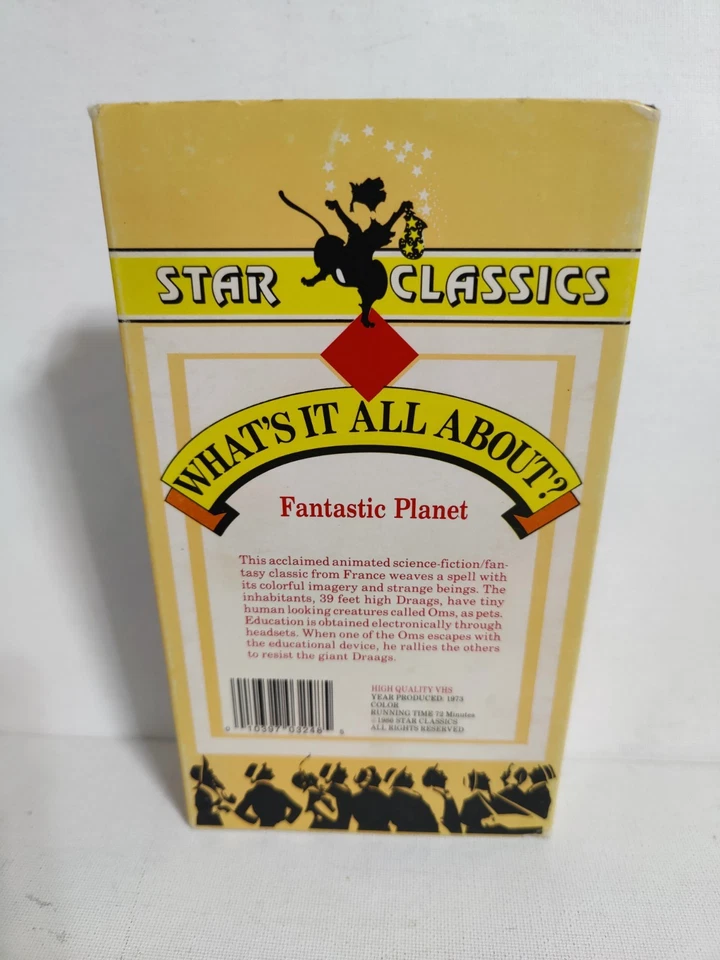 STAR CLASSICS
WHAT'S IT ALL ABOUT?
Fantastic Planet
This acclaimed animated science-fiction/fan-
tasy classic from France weaves a spell with
its colorful imagery and strange beings. The
inhabitants, 39 feet high Draags, have tiny
human looking creatures called Oms, as pets.
Education is obtained electronically through
headsets. When one of the Oms escapes with
the educational device, he rallies the others
to resist the giant Draags.
HIGH QUALITY VHS
YEAR PRODUCED: 1973
COLOR
RUNNING TIME 72 Minutes
© STAR CLASSICS
ALL RIGHTS RESERVED
0 10397 03248